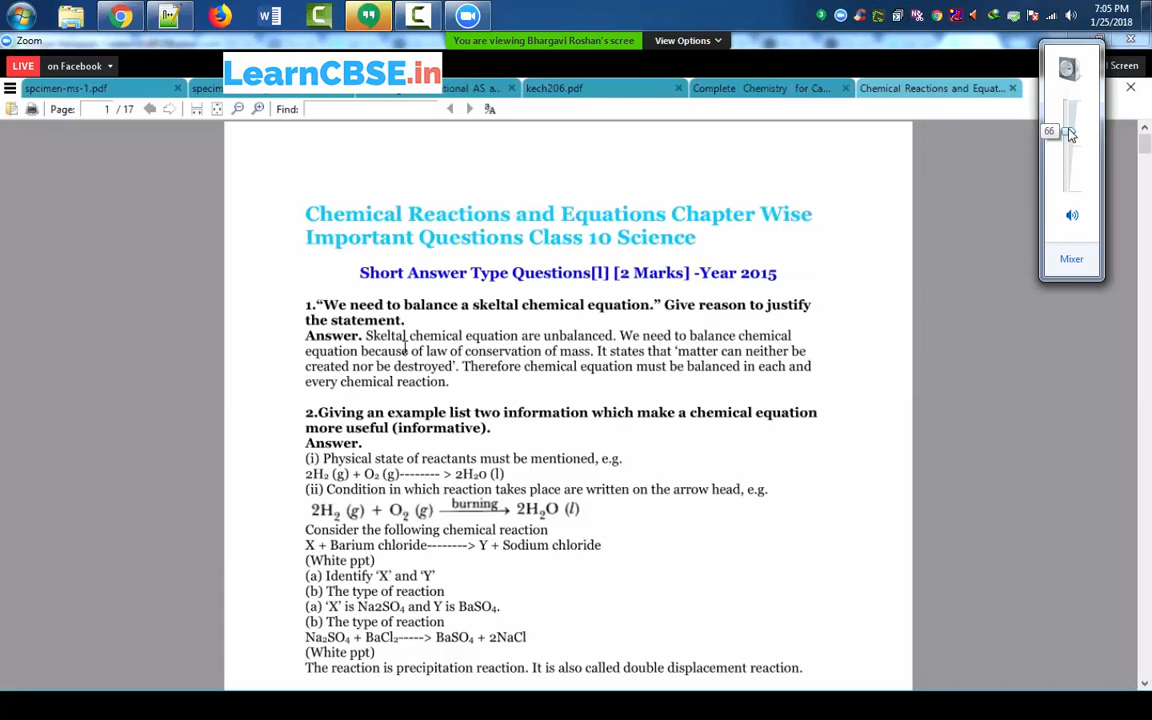 7:05 PM
1/25/2018
Zoom
You are viewing Bhargavi Roshan's scree
View Options
LIVE
on Facebook
LearnCBSE.in
Screen
spcimen-ms-1.pdf
specim
tional AS a...
kech206.pdf
Complete Chemistry for Ca...
Chemical Reactions and Equat...
Page: 1 / 17
Find:
66
Mixer
Chemical Reactions and Equations Chapter Wise
Important Questions Class 10 Science
Short Answer Type Questions[l] [2 Marks] -Year 2015
1.“We need to balance a skeltal chemical equation.” Give reason to justify
the statement.
Answer. Skeltal chemical equation are unbalanced. We need to balance chemical
equation because of law of conservation of mass. It states that ‘matter can neither be
created nor be destroyed’. Therefore chemical equation must be balanced in each and
every chemical reaction.
2.Giving an example list two information which make a chemical equation
more useful (informative).
Answer.
(i) Physical state of reactants must be mentioned, e.g.
2H₂ (g) + O₂ (g)-------- > 2H₂0 (l)
(ii) Condition in which reaction takes place are written on the arrow head, e.g.
burning
2H₂ (g) + O₂ (g) ⟶ 2H₂O (l)
Consider the following chemical reaction
X + Barium chloride--------> Y + Sodium chloride
(White ppt)
(a) Identify ‘X’ and ‘Y’
(b) The type of reaction
(a) ‘X’ is Na2SO₄ and Y is BaSO₄.
(b) The type of reaction
Na₂SO₄ + BaCl₂-----> BaSO₄ + 2NaCl
(White ppt)
The reaction is precipitation reaction. It is also called double displacement reaction.